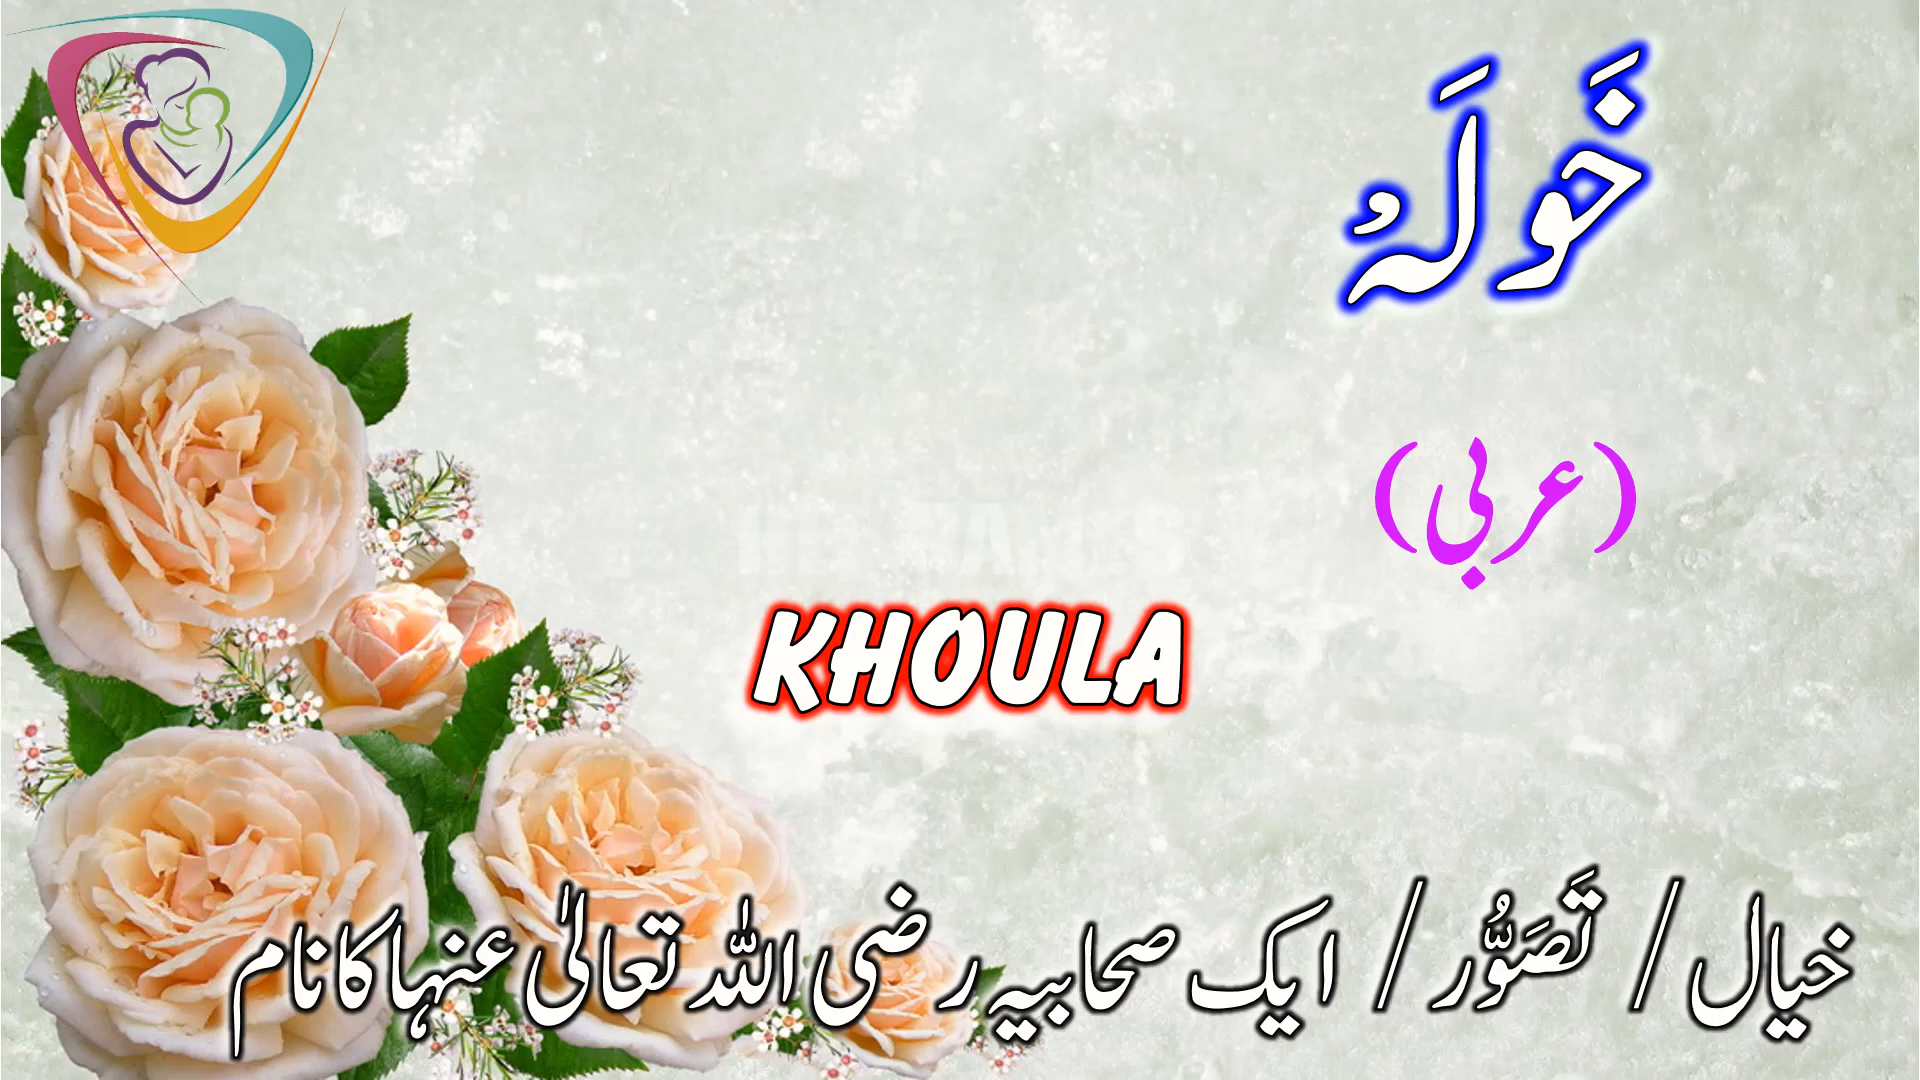 خَولَہ
(عربی)
KHOULA
خیال / تَصَوُّر / ایک صحابیہ رضی اللہ تعالیٰ عنہا کا نام